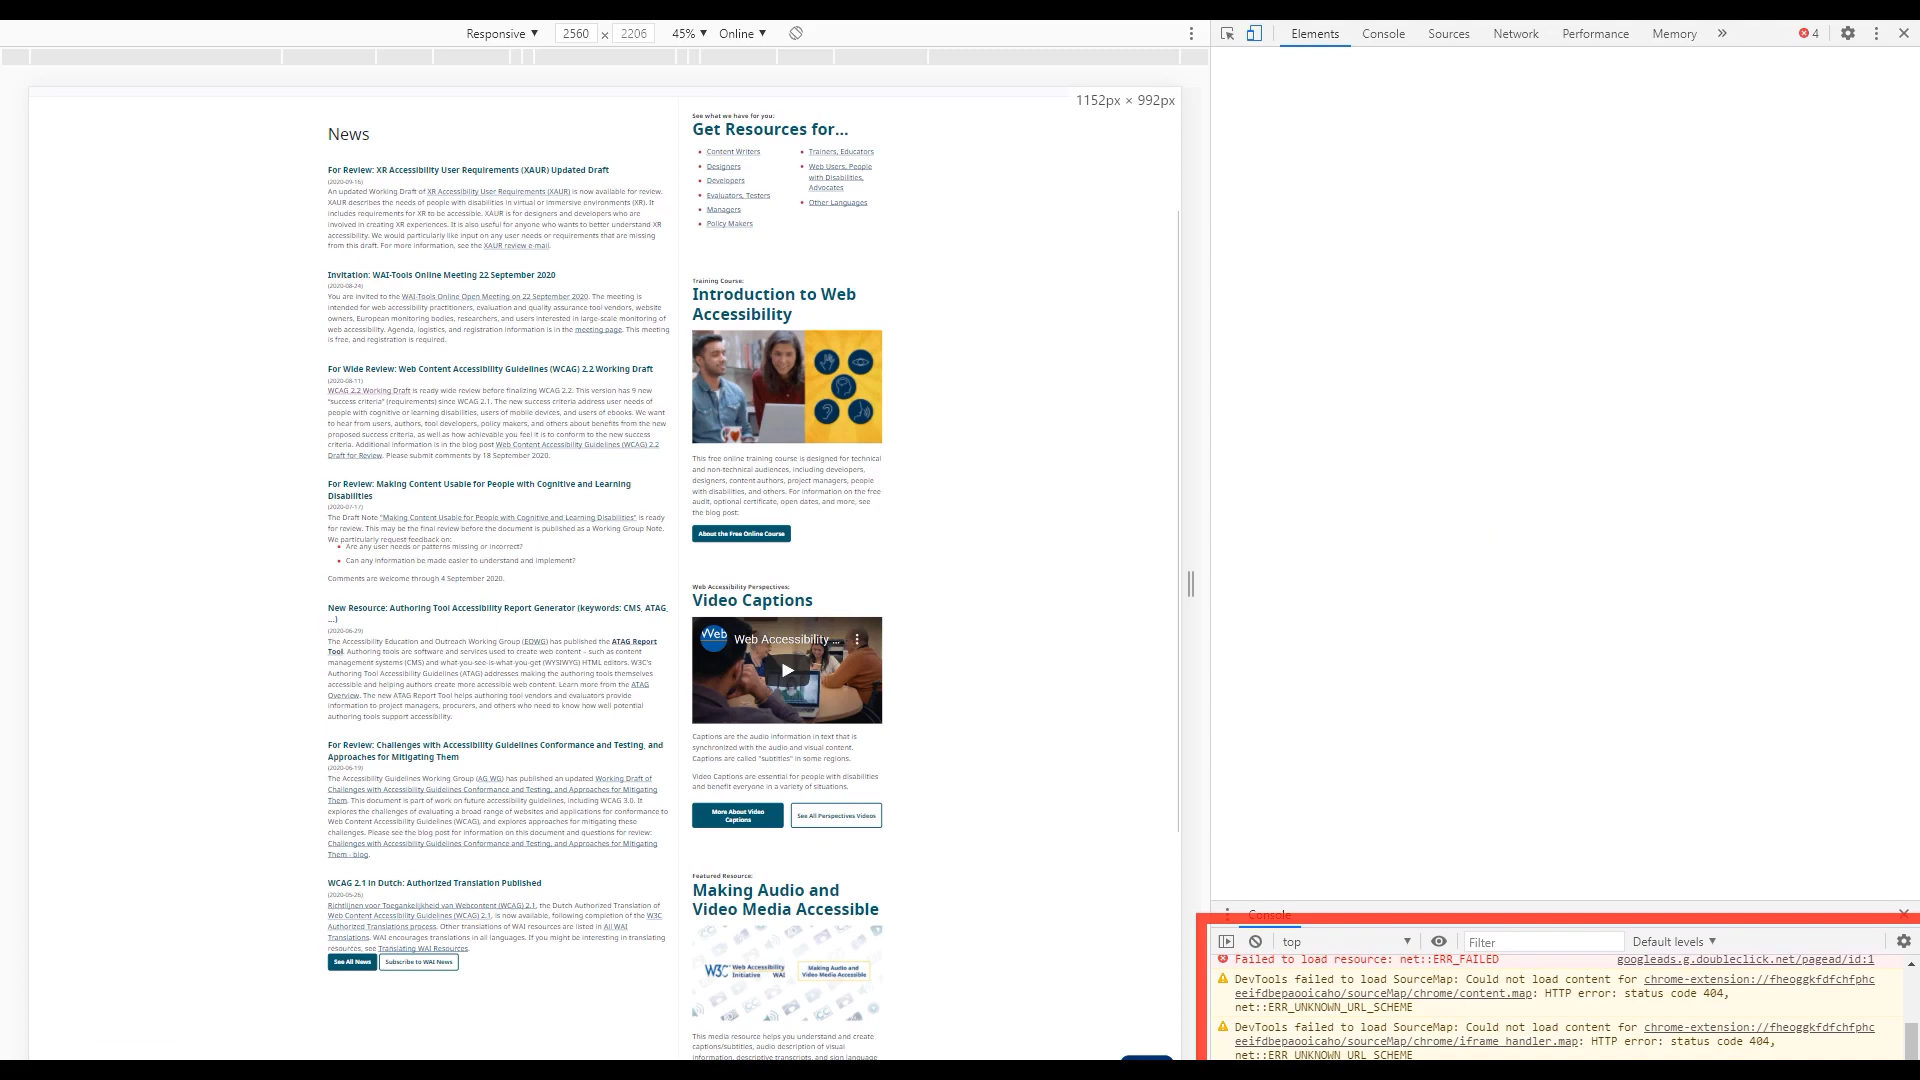 Responsive ▼ 2560 × 2206 45% ▼ Online ▼
Elements Console Sources Network Performance Memory » 4
1152px × 992px
News
For Review: XR Accessibility User Requirements (XAUR) Updated Draft
(2020-09-16)
An updated Working Draft of XR Accessibility User Requirements (XAUR) is now available for review.
XAUR describes the needs of people with disabilities in virtual or immersive environments (XR). It
includes requirements for XR to be accessible. XAUR is for designers and developers who are
involved in creating XR experiences. It is also useful for anyone who wants to better understand XR
accessibility. We would particularly like input on any user needs or requirements that are missing
from this draft. For more information, see the XAUR review e-mail.
Invitation: WAI-Tools Online Meeting 22 September 2020
(2020-08-24)
You are invited to the WAI-Tools Online Open Meeting on 22 September 2020. The meeting is
intended for web accessibility practitioners, evaluation and quality assurance tool vendors, website
owners, European monitoring bodies, researchers, and users interested in large-scale monitoring of
web accessibility. Agenda, logistics, and registration information is in the meeting page. This meeting
is free, and registration is required.
For Wide Review: Web Content Accessibility Guidelines (WCAG) 2.2 Working Draft
(2020-08-11)
WCAG 2.2 Working Draft is ready wide review before finalizing WCAG 2.2. This version has 9 new
"success criteria" (requirements) since WCAG 2.1. The new success criteria address user needs of
people with cognitive or learning disabilities, users of mobile devices, and users of ebooks. We want
to hear from users, authors, tool developers, policy makers, and others about benefits from the new
proposed success criteria, as well as how achievable you feel it is to conform to the new success
criteria. Additional information is in the blog post Web Content Accessibility Guidelines (WCAG) 2.2
Draft for Review. Please submit comments by 18 September 2020.
For Review: Making Content Usable for People with Cognitive and Learning
Disabilities
(2020-07-17)
The Draft Note "Making Content Usable for People with Cognitive and Learning Disabilities" is ready
for review. This may be the final review before the document is published as a Working Group Note.
We particularly request feedback on:
• Are any user needs or patterns missing or incorrect?
• Can any information be made easier to understand and implement?
Comments are welcome through 4 September 2020.
New Resource: Authoring Tool Accessibility Report Generator (keywords: CMS, ATAG,
...)
(2020-06-29)
The Accessibility Education and Outreach Working Group (EOWG) has published the ATAG Report
Tool. Authoring tools are software and services used to create web content – such as content
management systems (CMS) and what-you-see-is-what-you-get (WYSIWYG) HTML editors. W3C's
Authoring Tool Accessibility Guidelines (ATAG) addresses making the authoring tools themselves
accessible and helping authors create more accessible web content. Learn more from the ATAG
Overview. The new ATAG Report Tool helps authoring tool vendors and evaluators provide
information to project managers, procurers, and others who need to know how well potential
authoring tools support accessibility.
For Review: Challenges with Accessibility Guidelines Conformance and Testing, and
Approaches for Mitigating Them
(2020-06-19)
The Accessibility Guidelines Working Group (AG WG) has published an updated Working Draft of
Challenges with Accessibility Guidelines Conformance and Testing, and Approaches for Mitigating
Them. This document is part of work on future accessibility guidelines, including WCAG 3.0. It
explores the challenges of evaluating a broad range of websites and applications for conformance to
Web Content Accessibility Guidelines (WCAG), and explores approaches for mitigating these
challenges. Please see the blog post for information on this document and questions for review:
Challenges with Accessibility Guidelines Conformance and Testing, and Approaches for Mitigating
Them - blog.
WCAG 2.1 in Dutch: Authorized Translation Published
(2020-05-26)
Richtlijnen voor Toegankelijkheid van Webcontent (WCAG) 2.1, the Dutch Authorized Translation of
Web Content Accessibility Guidelines (WCAG) 2.1, is now available, following completion of the W3C
Authorized Translations process. Other translations of WAI resources are listed in All WAI
Translations. WAI encourages translations in all languages. If you might be interesting in translating
resources, see Translating WAI Resources.
See All News Subscribe to WAI News
See what we have for you:
Get Resources for…
• Content Writers
• Designers
• Developers
• Evaluators, Testers
• Managers
• Policy Makers
• Trainers, Educators
• Web Users, People
with Disabilities,
Advocates
• Other Languages
Training Course:
Introduction to Web
Accessibility
This free online training course is designed for technical
and non-technical audiences, including developers,
designers, content authors, project managers, people
with disabilities, and others. For information on the free
audit, optional certificate, open dates, and more, see
the blog post:
About the Free Online Course
Web Accessibility Perspectives:
Video Captions
Web Web Accessibility ...
Captions are the audio information in text that is
synchronized with the audio and visual content.
Captions are called "subtitles" in some regions.
Video Captions are essential for people with disabilities
and benefit everyone in a variety of situations.
More About Video
Captions
See All Perspectives Videos
Featured Resource:
Making Audio and
Video Media Accessible
W3C Web Accessibility
Initiative WAI
Making Audio and
Video Media Accessible
This media resource helps you understand and create
captions/subtitles, audio description of visual
information, descriptive transcripts, and sign language
Console
top ▼ Filter Default levels ▼
Failed to load resource: net::ERR_FAILED googleads.g.doubleclick.net/pagead/id:1
DevTools failed to load SourceMap: Could not load content for chrome-extension://fheoggkfdfchfphc
eeifdbepaooicaho/sourceMap/chrome/content.map: HTTP error: status code 404,
net::ERR_UNKNOWN_URL_SCHEME
DevTools failed to load SourceMap: Could not load content for chrome-extension://fheoggkfdfchfphc
eeifdbepaooicaho/sourceMap/chrome/iframe_handler.map: HTTP error: status code 404,
net::ERR_UNKNOWN_URL_SCHEME